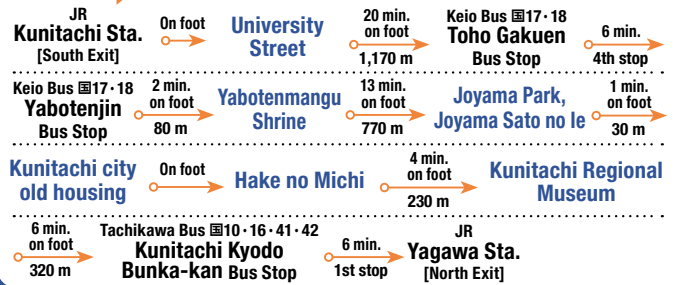 JR
Kunitachi Sta.
[South Exit]
On foot
University
Street
20 min.
on foot
1,170 m
Keio Bus 国17・18
Toho Gakuen
Bus Stop
6 min.
4th stop
Keio Bus 国17・18
Yabotenjin
Bus Stop
2 min.
on foot
80 m
Yabotenmangu
Shrine
13 min.
on foot
770 m
Joyama Park,
Joyama Sato no Ie
1 min.
on foot
30 m
Kunitachi city
old housing
On foot
Hake no Michi
4 min.
on foot
230 m
Kunitachi Regional
Museum
6 min.
on foot
320 m
Tachikawa Bus 国10・16・41・42
Kunitachi Kyodo
Bunka-kan Bus Stop
6 min.
1st stop
JR
Yagawa Sta.
[North Exit]